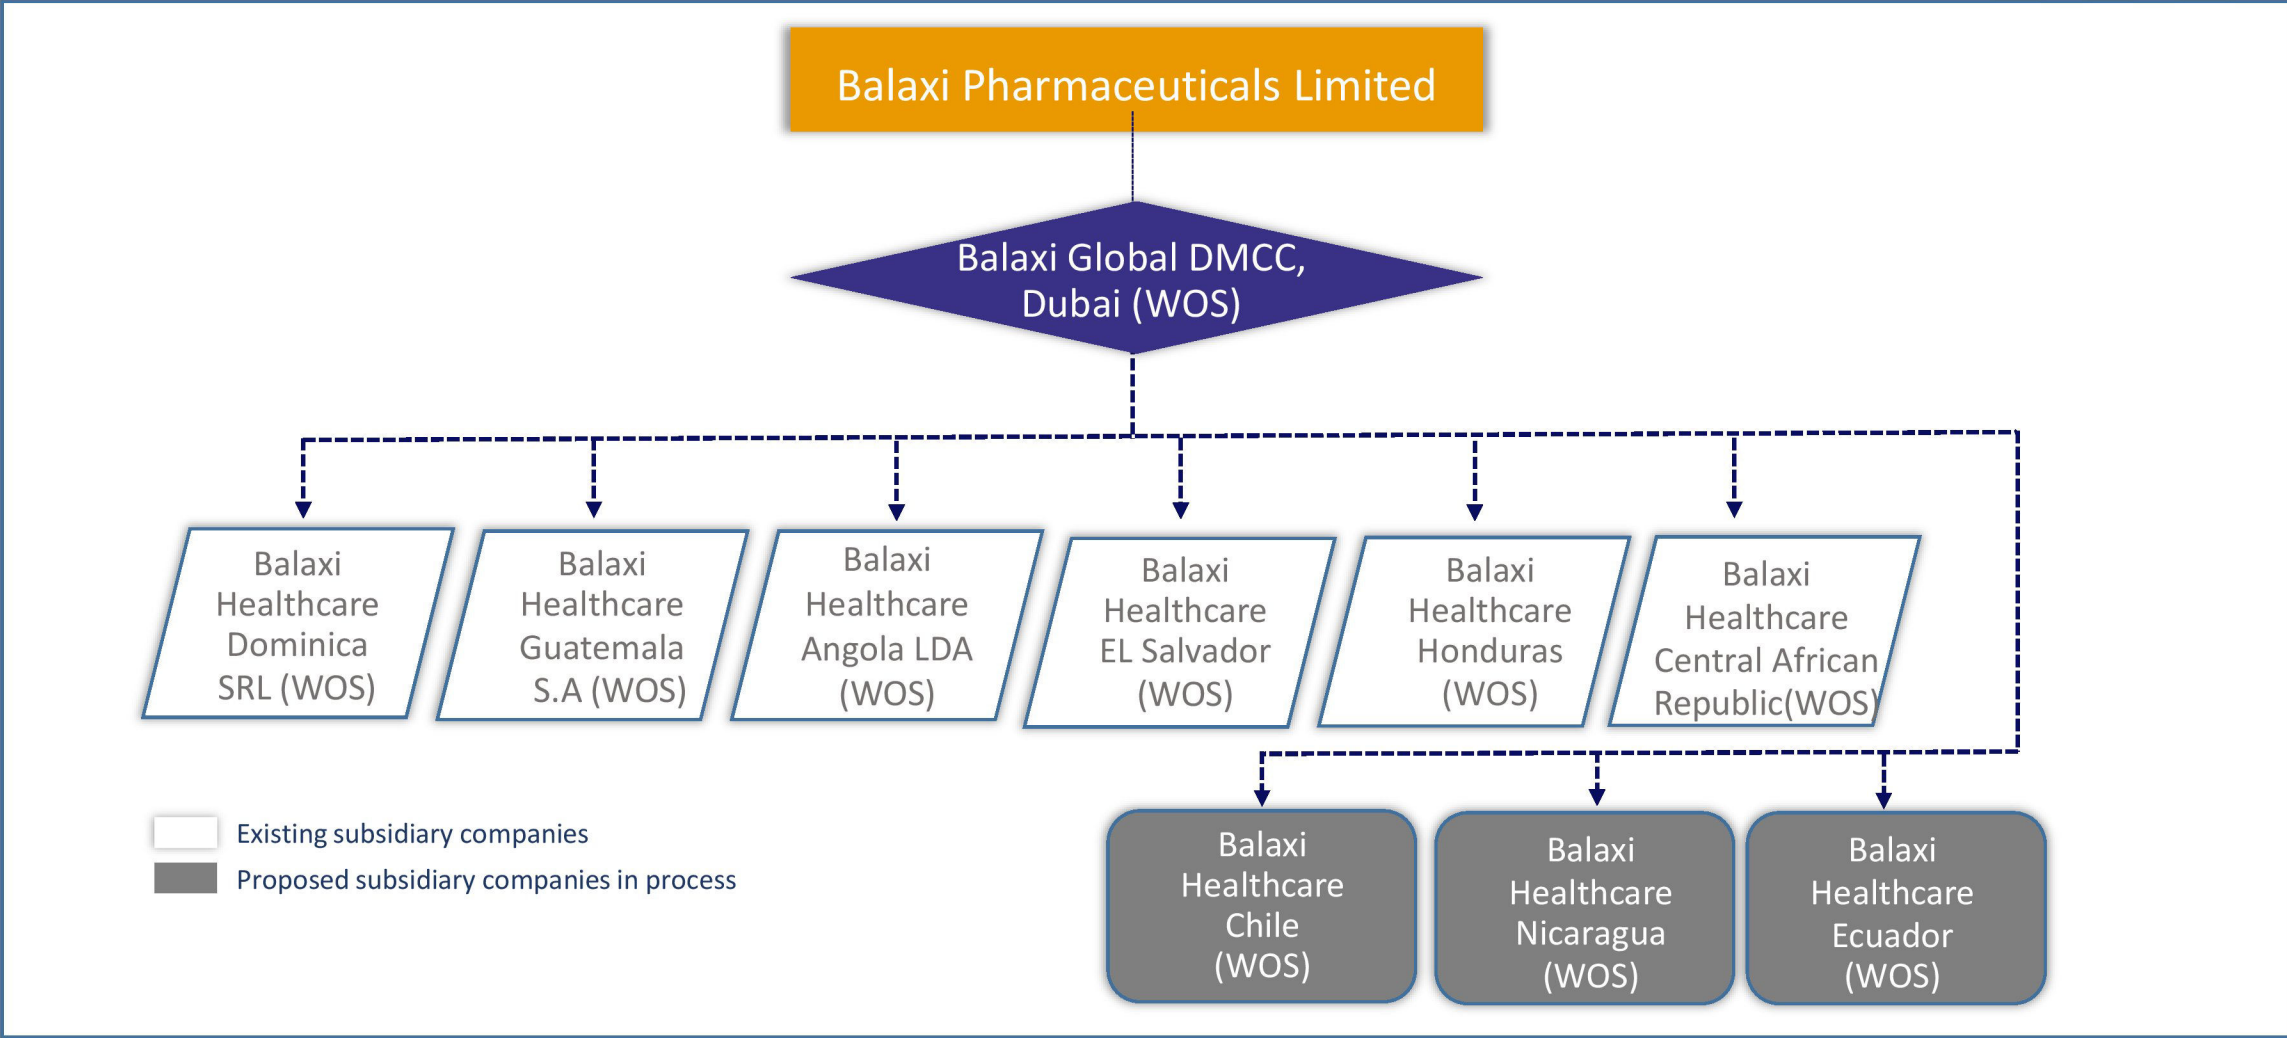 Balaxi Pharmaceuticals Limited
Balaxi Global DMCC,
Dubai (WOS)
Balaxi
Healthcare
Dominica
SRL (WOS)
Balaxi
Healthcare
Guatemala
S.A (WOS)
Balaxi
Healthcare
Angola LDA
(WOS)
Balaxi
Healthcare
EL Salvador
(WOS)
Balaxi
Healthcare
Honduras
(WOS)
Balaxi
Healthcare
Central African
Republic(WOS)
Existing subsidiary companies
Proposed subsidiary companies in process
Balaxi
Healthcare
Chile
(WOS)
Balaxi
Healthcare
Nicaragua
(WOS)
Balaxi
Healthcare
Ecuador
(WOS)